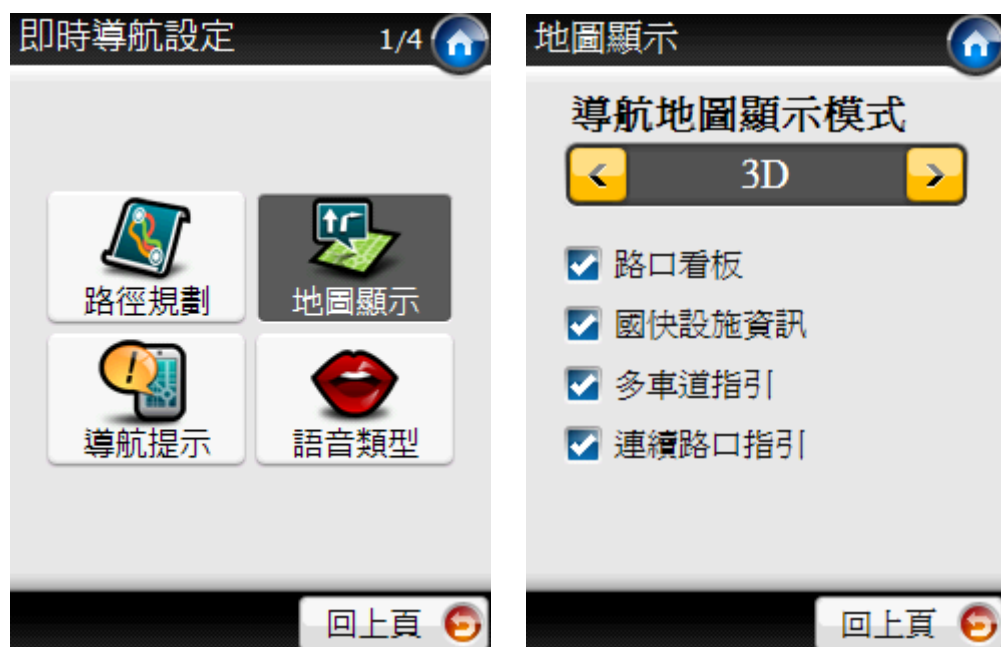 即時導航設定 1/4
路徑規劃 地圖顯示
導航提示 語音類型
回上頁
地圖顯示
導航地圖顯示模式
3D
路口看板
國快設施資訊
多車道指引
連續路口指引
回上頁